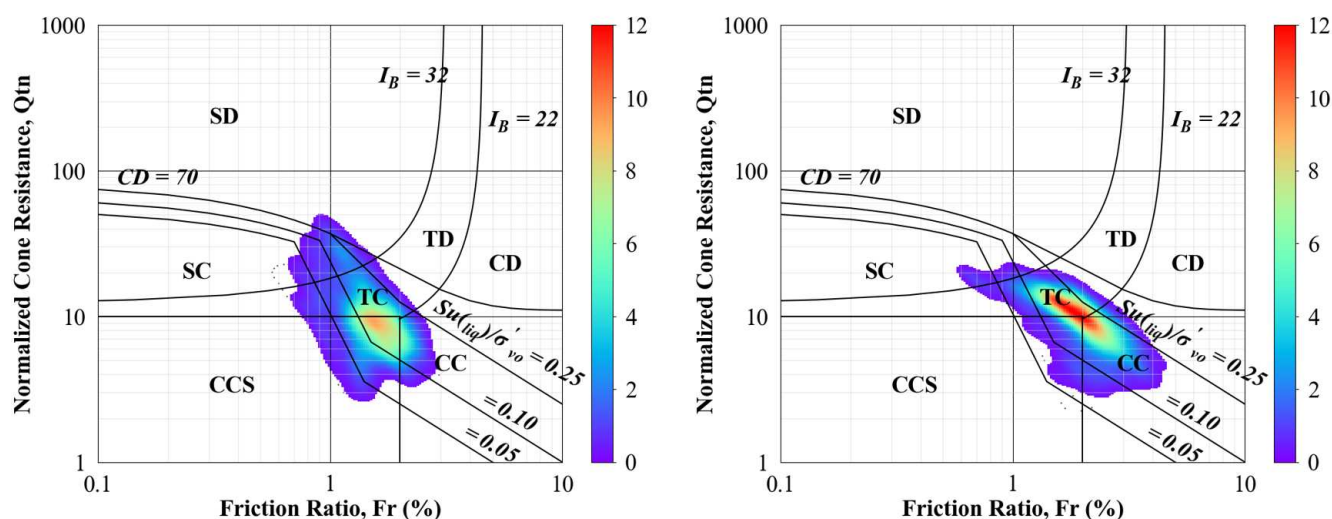 1000
100
10
1
0.1
1
10
Normalized Cone Resistance, Qtn
Friction Ratio, Fr (%)
SD
CD = 70
SC
CCS
TC
TD
CD
CC
I_B = 32
I_B = 22
Su(liq)/σ'vo = 0.25
=0.10
=0.05
12
10
8
6
4
2
0
1000
100
10
1
0.1
1
10
Normalized Cone Resistance, Qtn
Friction Ratio, Fr (%)
SD
CD = 70
SC
CCS
TC
TD
CD
CC
I_B = 32
I_B = 22
Su(liq)/σ'vo = 0.25
=0.10
=0.05
12
10
8
6
4
2
0